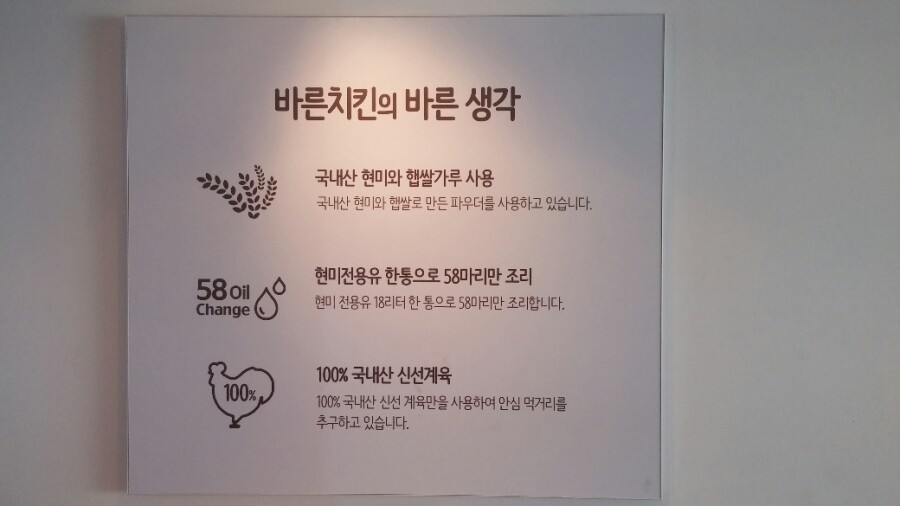 바른치킨의 바른 생각
국내산 현미와 햅쌀가루 사용
국내산 현미와 햅쌀로 만든 파우더를 사용하고 있습니다.
58 Oil
Change
현미전용유 한통으로 58마리만 조리
현미 전용유 18리터 한 통으로 58마리만 조리합니다.
100%
100% 국내산 신선계육
100% 국내산 신선 계육만을 사용하여 안심 먹거리를
추구하고 있습니다.